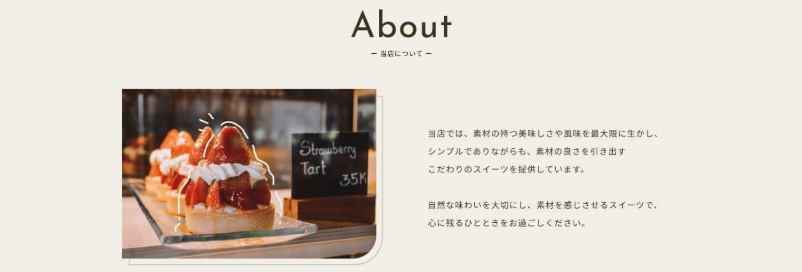 About
ー 当店について ー
Strawberry
Tart
35K
当店では、素材の持つ美味しさや風味を最大限に生かし、
シンプルでありながらも、素材の良さを引き出す
こだわりのスイーツを提供しています。
自然な味わいを大切にし、素材を感じさせるスイーツで、
心に残るひとときをお過ごしください。